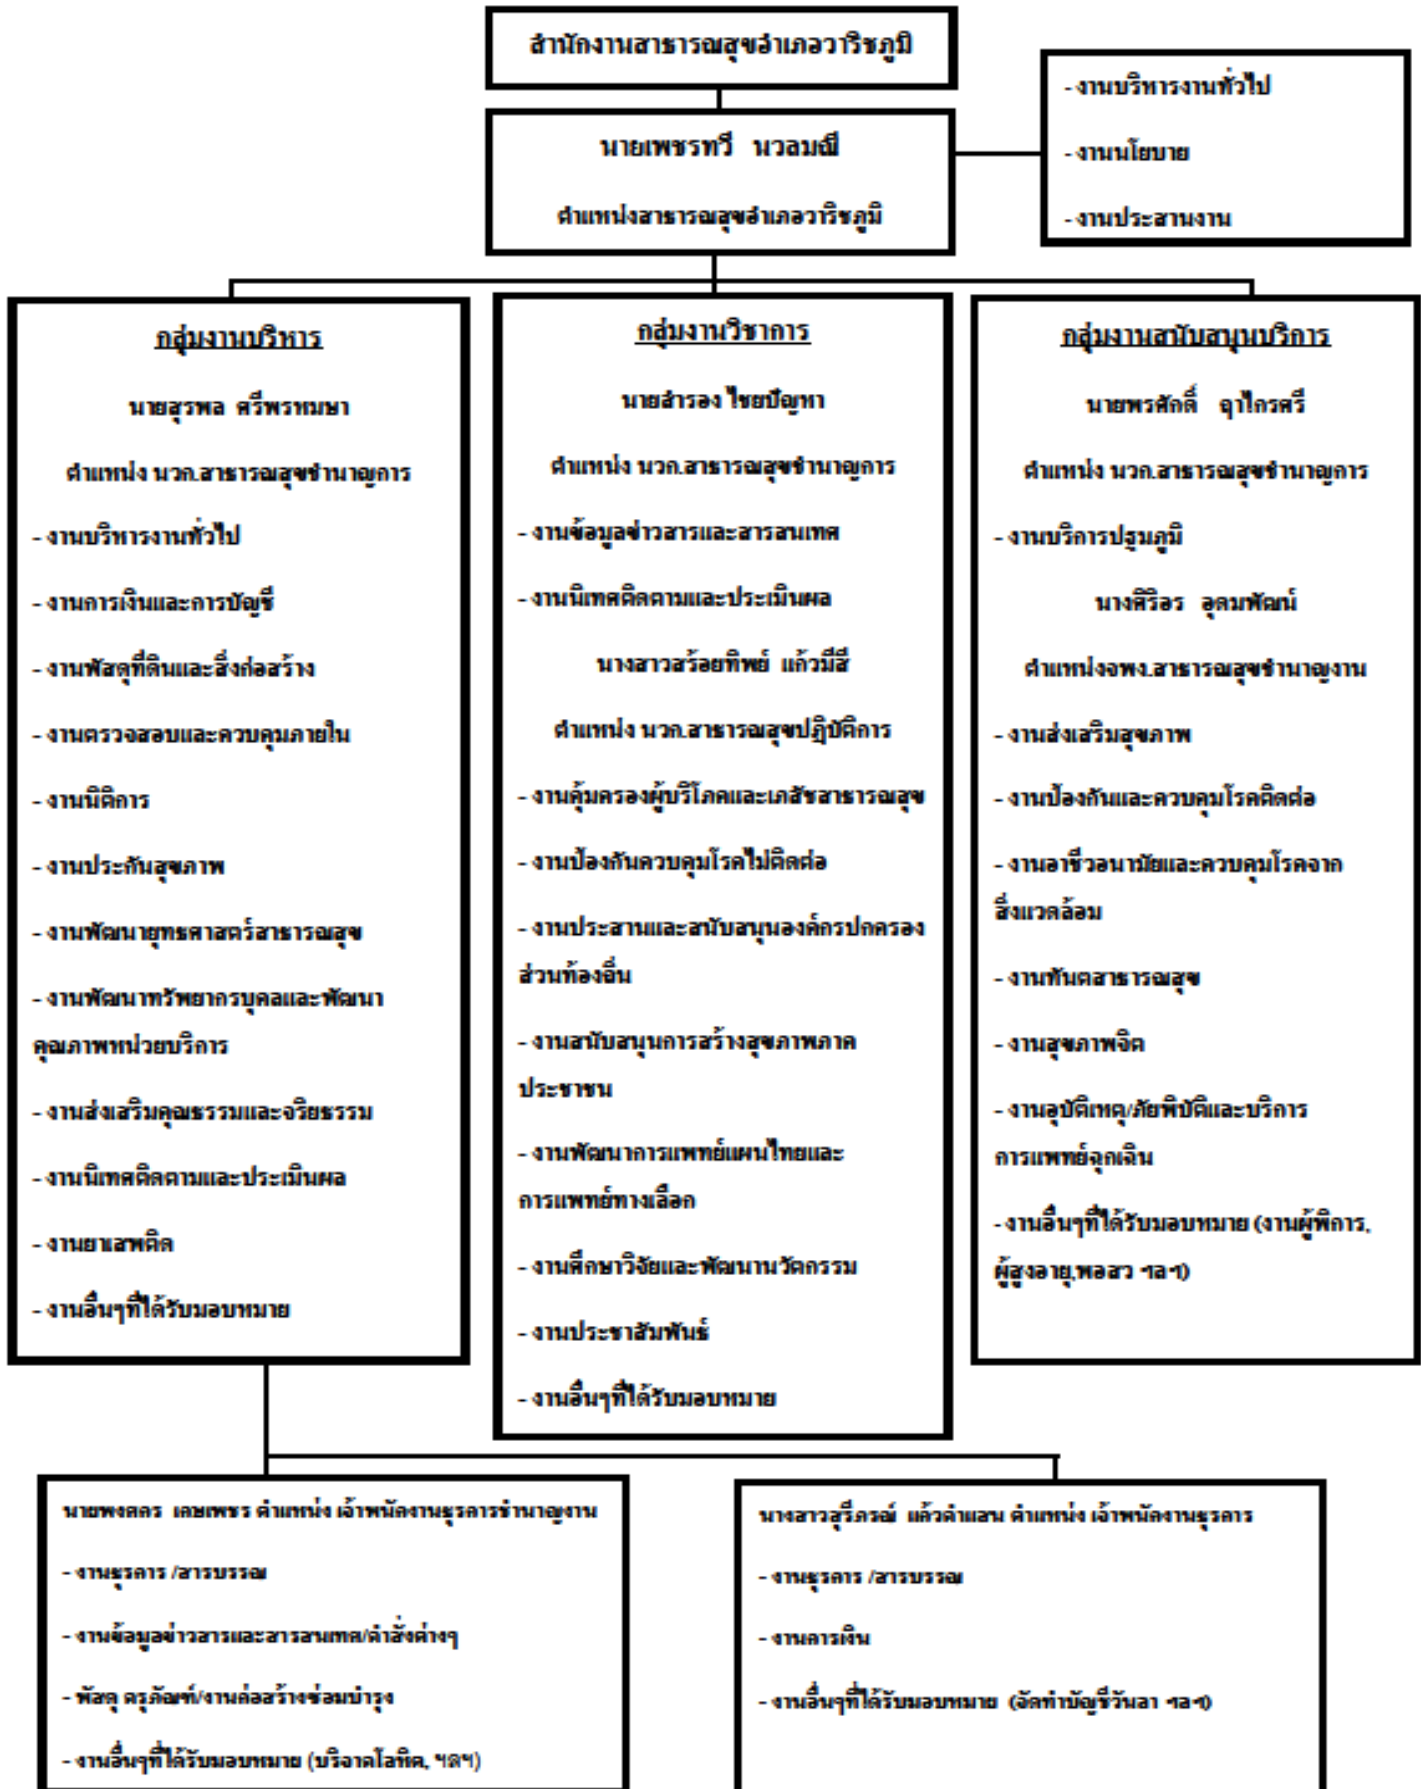 สำนักงานสาธารณสุขอำเภอวาริชภูมิ
นายเพชรทวี นวลมณี
ตำแหน่งสาธารณสุขอำเภอวาริชภูมิ
- งานบริหารงานทั่วไป
- งานนโยบาย
- งานประสานงาน
กลุ่มงานบริหาร
นายสุรพล ศรีพรหมษา
ตำแหน่ง นวก.สาธารณสุขชำนาญการ
- งานบริหารงานทั่วไป
- งานการเงินและการบัญชี
- งานพัสดุที่ดินและสิ่งก่อสร้าง
- งานตรวจสอบและควบคุมภายใน
- งานนิติการ
- งานประกันสุขภาพ
- งานพัฒนายุทธศาสตร์สาธารณสุข
- งานพัฒนาทรัพยากรบุคลและพัฒนา
คุณภาพหน่วยบริการ
- งานส่งเสริมคุณธรรมและจริยธรรม
- งานนิเทศติดตามและประเมินผล
- งานยาเสพติด
- งานอื่นๆที่ได้รับมอบหมาย
กลุ่มงานวิชาการ
นายสำรอง ไชยปัญหา
ตำแหน่ง นวก.สาธารณสุขชำนาญการ
- งานข้อมูลข่าวสารและสารสนเทศ
- งานนิเทศติดตามและประเมินผล
นางสาวสร้อยทิพย์ แก้วมีสี
ตำแหน่ง นวก.สาธารณสุขปฏิบัติการ
- งานคุ้มครองผู้บริโภคและเภสัชสาธารณสุข
- งานป้องกันควบคุมโรคไม่ติดต่อ
- งานประสานและสนับสนุนองค์กรปกครอง
ส่วนท้องถิ่น
- งานสนับสนุนการสร้างสุขภาพภาค
ประชาชน
- งานพัฒนาการแพทย์แผนไทยและ
การแพทย์ทางเลือก
- งานศึกษาวิจัยและพัฒนานวัตกรรม
- งานประชาสัมพันธ์
- งานอื่นๆที่ได้รับมอบหมาย
กลุ่มงานสนับสนุนบริการ
นายพรศักดิ์ ฤาไกรศรี
ตำแหน่ง นวก.สาธารณสุขชำนาญการ
- งานบริการปฐมภูมิ
นางศิริอร อุดมพัฒน์
ตำแหน่งจพง.สาธารณสุขชำนาญงาน
- งานส่งเสริมสุขภาพ
- งานป้องกันและควบคุมโรคติดต่อ
- งานอาชีวอนามัยและควบคุมโรคจาก
สิ่งแวดล้อม
- งานทันตสาธารณสุข
- งานสุขภาพจิต
- งานอุบัติเหตุ/ภัยพิบัติและบริการ
การแพทย์ฉุกเฉิน
- งานอื่นๆที่ได้รับมอบหมาย (งานผู้พิการ,
ผู้สูงอายุ,พอสว ฯลฯ)
นายพงศกร เดชเพชร ตำแหน่ง เจ้าพนักงานธุรการชำนาญงาน
- งานธุรการ /สารบรรณ
- งานข้อมูลข่าวสารและสารสนเทศ/คำสั่งต่างๆ
- พัสดุ ครุภัณฑ์/งานก่อสร้างซ่อมบำรุง
- งานอื่นๆที่ได้รับมอบหมาย (บริจาคโลหิต, ฯลฯ)
นางสาวสุรีภรณ์ แก้วคำแสน ตำแหน่ง เจ้าพนักงานธุรการ
- งานธุรการ /สารบรรณ
- งานการเงิน
- งานอื่นๆที่ได้รับมอบหมาย (จัดทำบัญชีวันลา ฯลฯ)